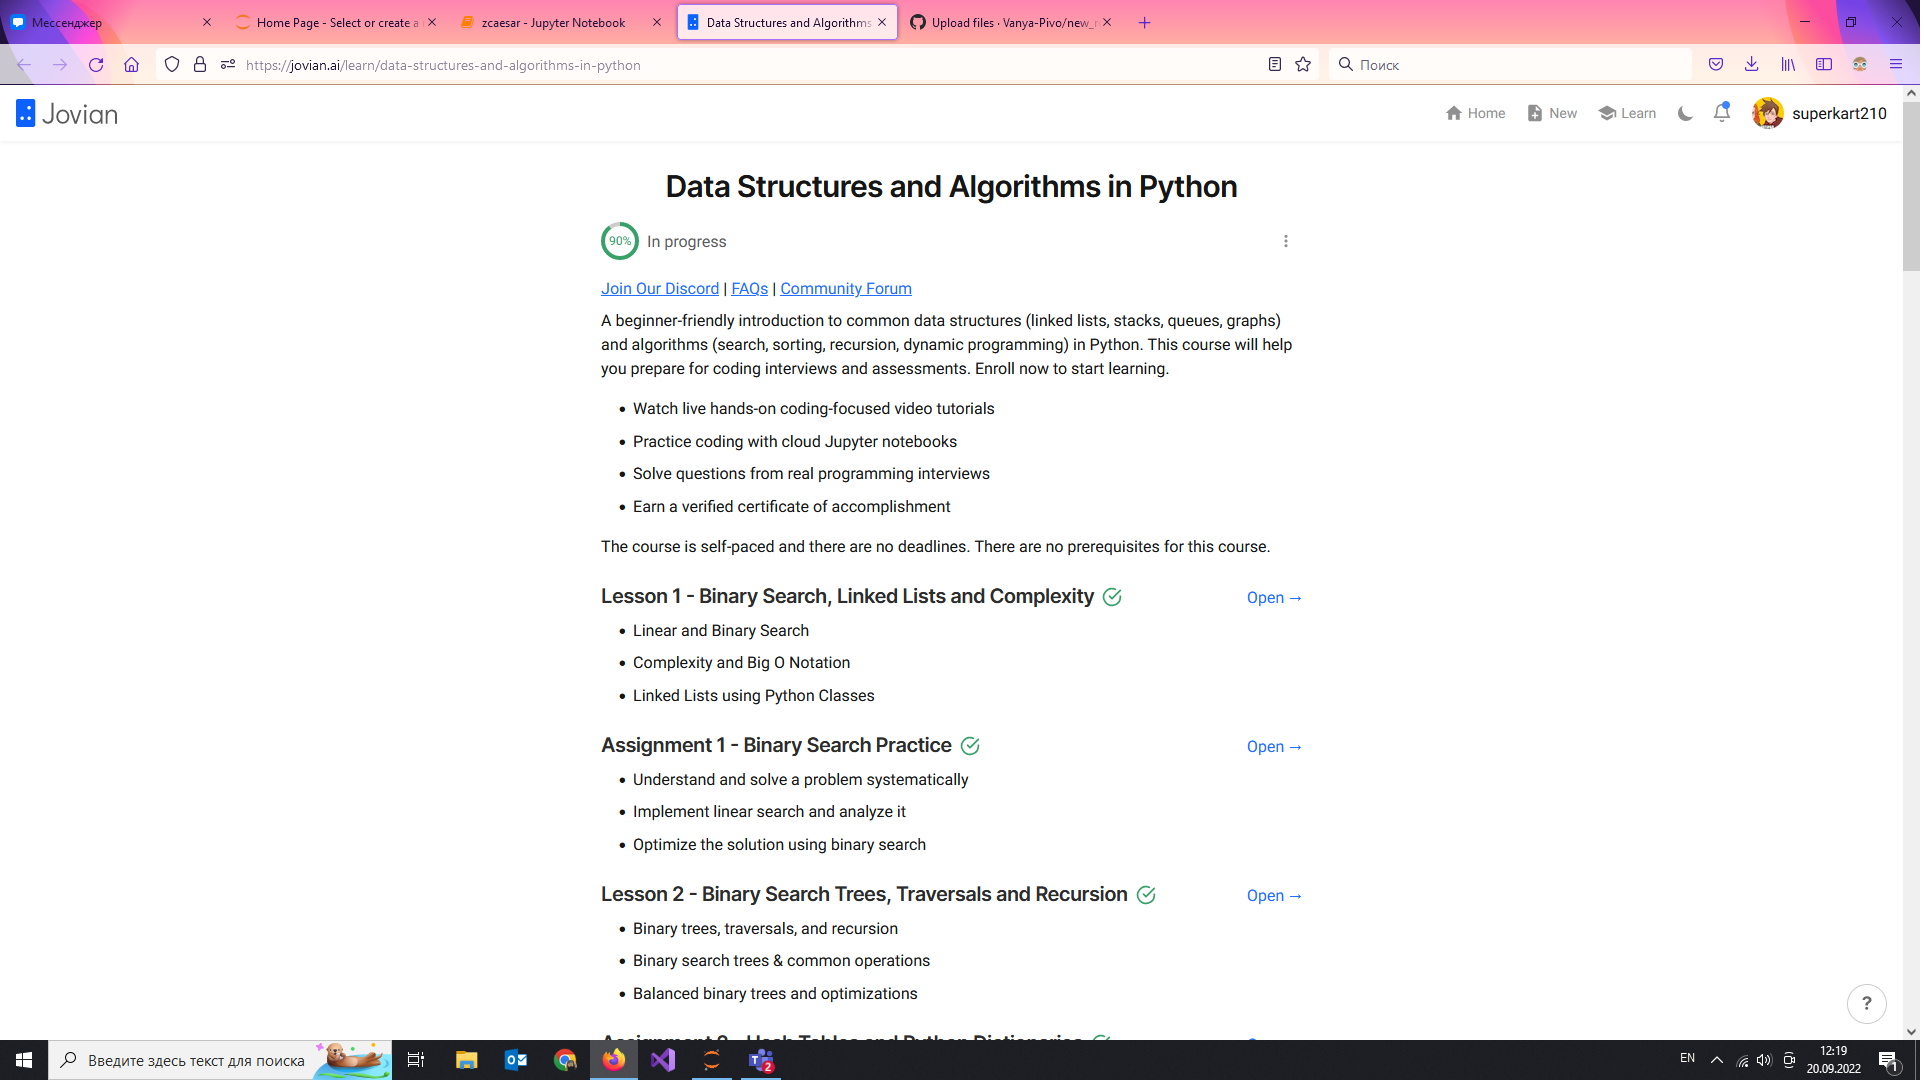 Мессенджер
Home Page - Select or create a
zcaesar - Jupyter Notebook
Data Structures and Algorithms
Upload files · Vanya-Pivo/new_r
https://jovian.ai/learn/data-structures-and-algorithms-in-python
Поиск
Jovian
Home
New
Learn
superkart210
Data Structures and Algorithms in Python
90%
In progress
Join Our Discord | FAQs | Community Forum
A beginner-friendly introduction to common data structures (linked lists, stacks, queues, graphs)
and algorithms (search, sorting, recursion, dynamic programming) in Python. This course will help
you prepare for coding interviews and assessments. Enroll now to start learning.
• Watch live hands-on coding-focused video tutorials
• Practice coding with cloud Jupyter notebooks
• Solve questions from real programming interviews
• Earn a verified certificate of accomplishment
The course is self-paced and there are no deadlines. There are no prerequisites for this course.
Lesson 1 - Binary Search, Linked Lists and Complexity
Open →
• Linear and Binary Search
• Complexity and Big O Notation
• Linked Lists using Python Classes
Assignment 1 - Binary Search Practice
Open →
• Understand and solve a problem systematically
• Implement linear search and analyze it
• Optimize the solution using binary search
Lesson 2 - Binary Search Trees, Traversals and Recursion
Open →
• Binary trees, traversals, and recursion
• Binary search trees & common operations
• Balanced binary trees and optimizations
Assignment 2 - Hash Tables and Python Dictionaries
?
Введите здесь текст для поиска
2
EN
12:19
20.09.2022
1